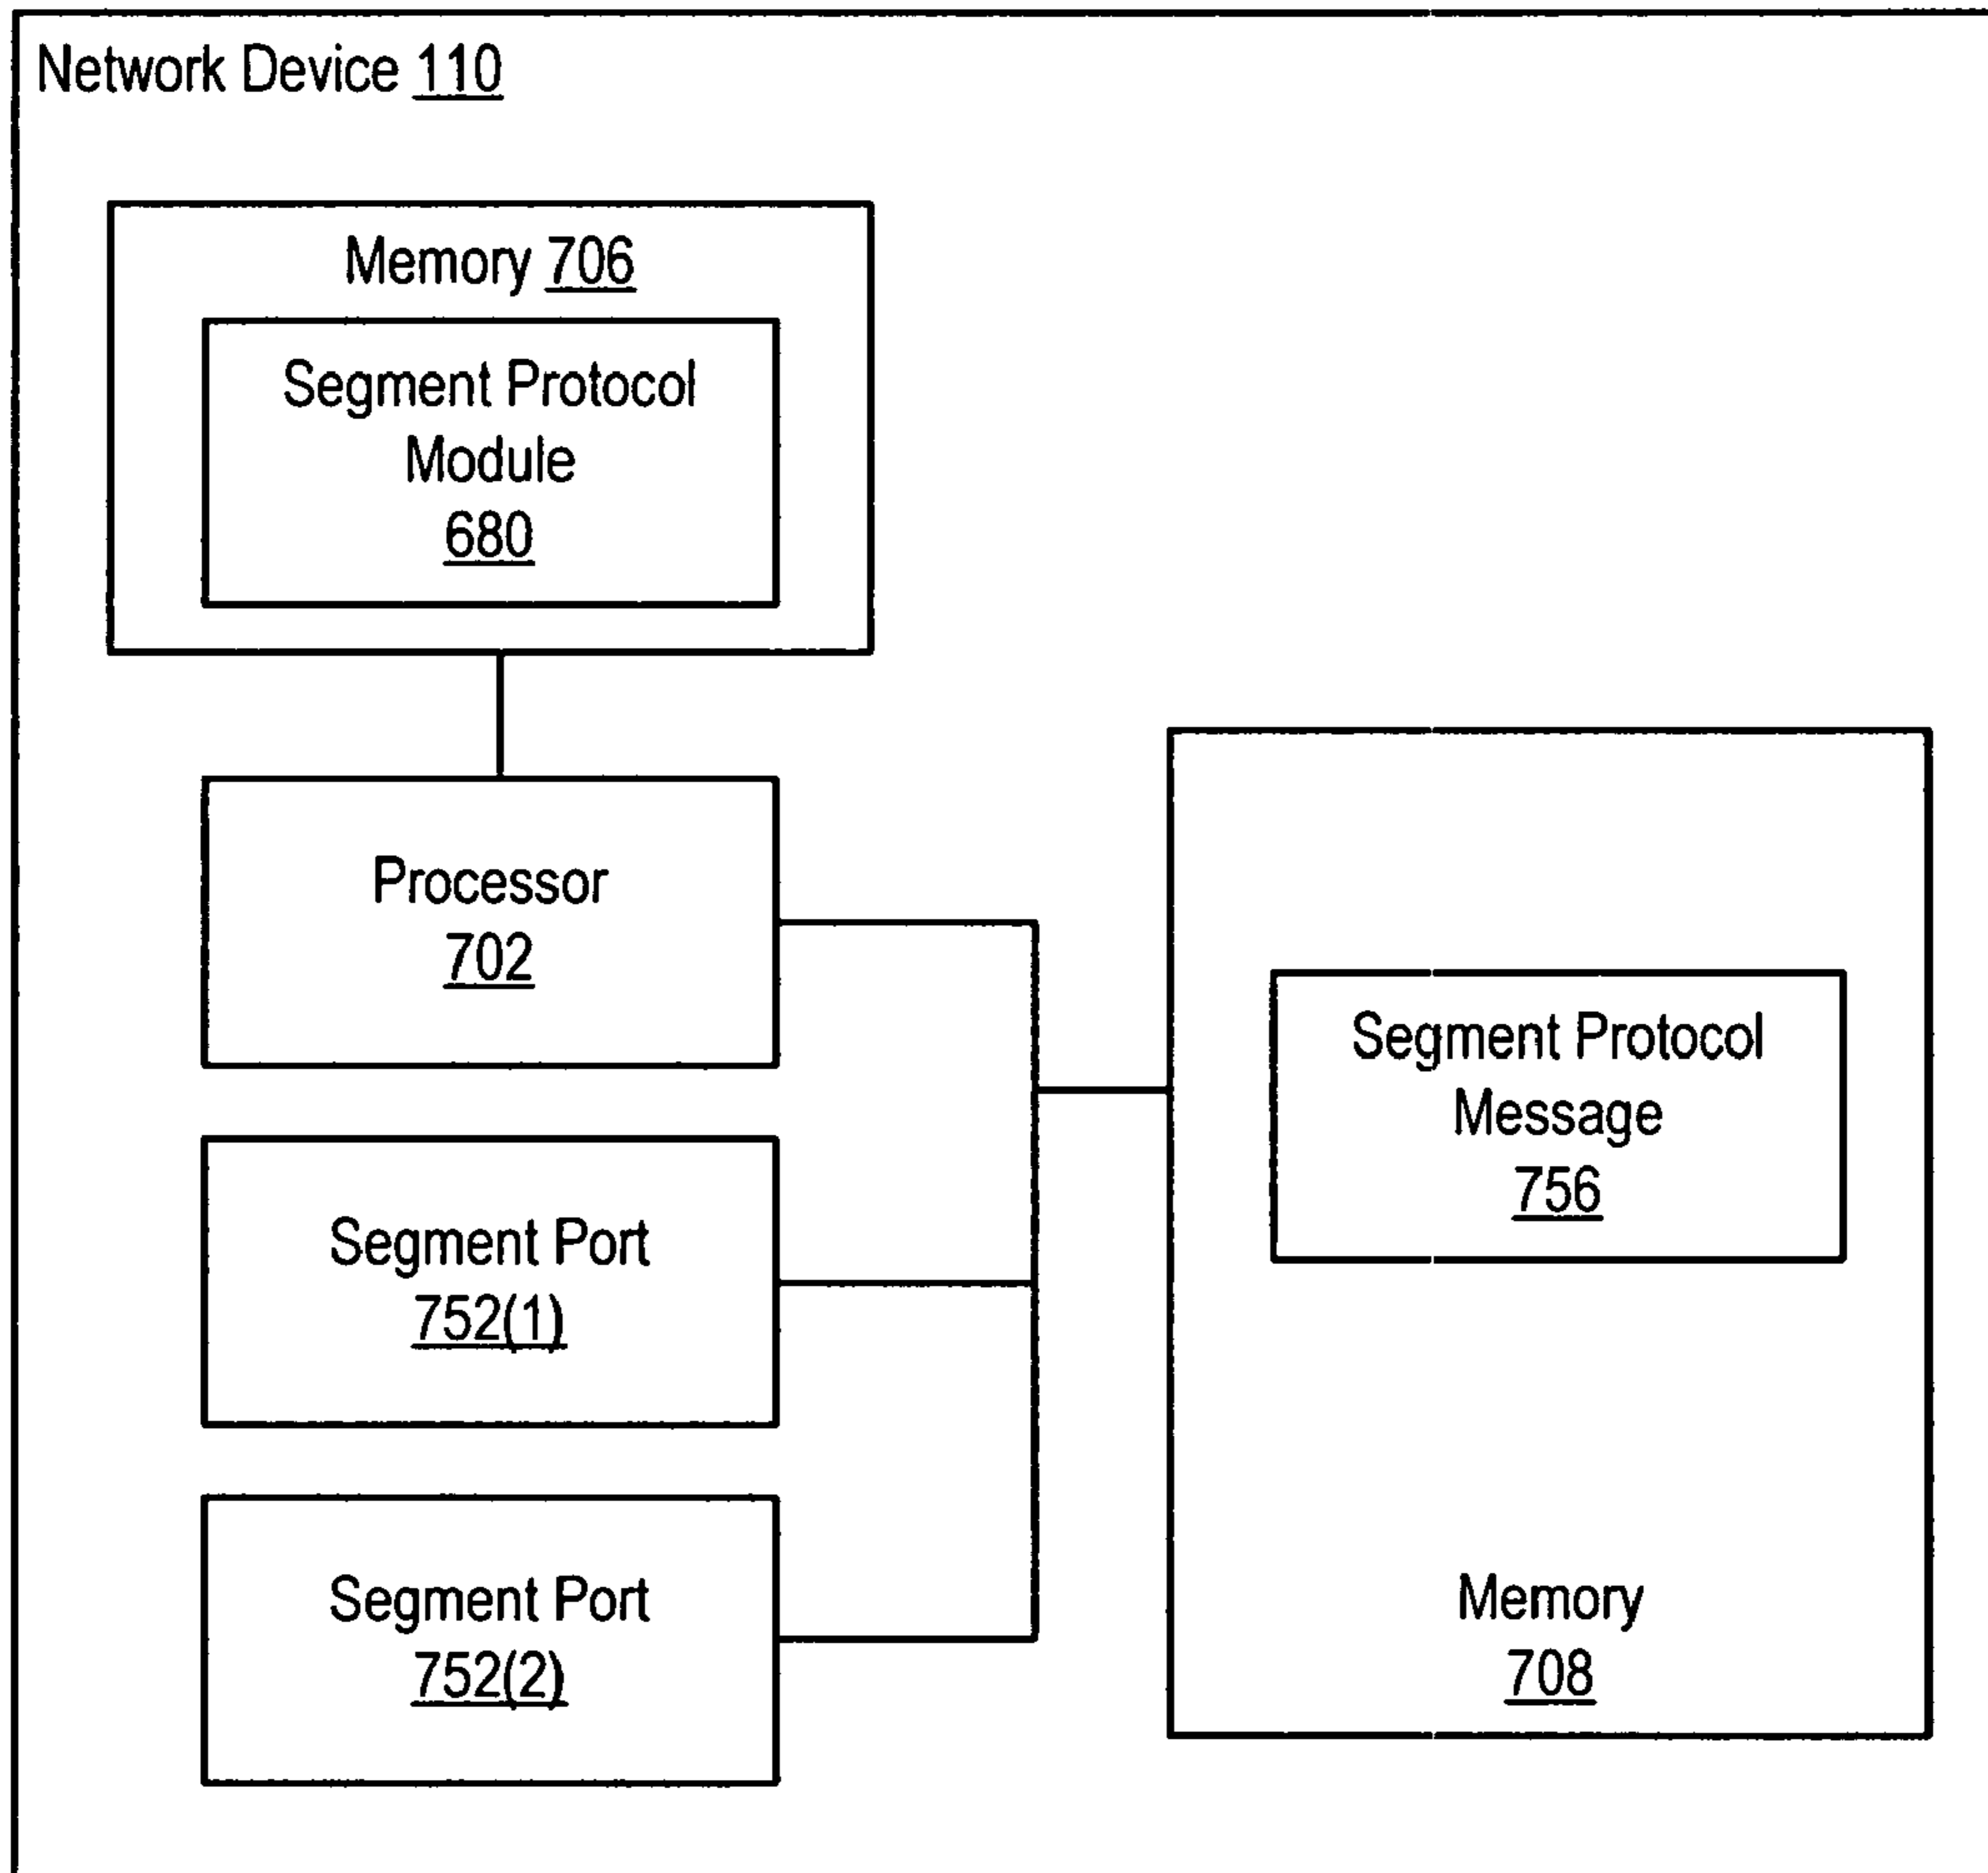 Network Device 110
Memory 706
Segment Protocol
Module
680
Processor
702
Segment Port
752(1)
Segment Port
752(2)
Segment Protocol
Message
756
Memory
708